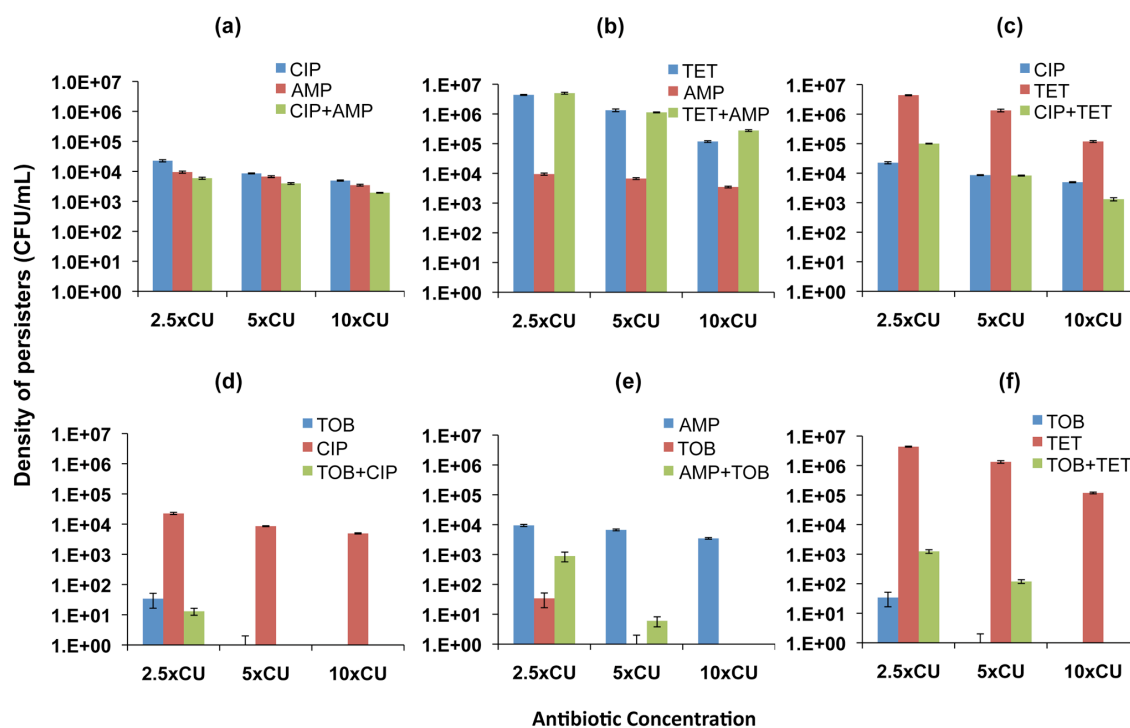 (a)
CIP
AMP
CIP+AMP
1.0E+07
1.0E+06
1.0E+05
1.0E+04
1.0E+03
1.0E+02
1.0E+01
1.0E+00
2.5xCU 5xCU 10xCU
(b)
TET
AMP
TET+AMP
1.E+07
1.E+06
1.E+05
1.E+04
1.E+03
1.E+02
1.E+01
1.E+00
2.5xCU 5xCU 10xCU
(c)
CIP
TET
CIP+TET
1.E+07
1.E+06
1.E+05
1.E+04
1.E+03
1.E+02
1.E+01
1.E+00
2.5xCU 5xCU 10xCU
Density of persisters (CFU/mL)
(d)
TOB
CIP
TOB+CIP
1.E+07
1.E+06
1.E+05
1.E+04
1.E+03
1.E+02
1.E+01
1.E+00
2.5xCU 5xCU 10xCU
(e)
AMP
TOB
AMP+TOB
1.E+07
1.E+06
1.E+05
1.E+04
1.E+03
1.E+02
1.E+01
1.E+00
2.5xCU 5xCU 10xCU
(f)
TOB
TET
TOB+TET
1.E+07
1.E+06
1.E+05
1.E+04
1.E+03
1.E+02
1.E+01
1.E+00
2.5xCU 5xCU 10xCU
Antibiotic Concentration